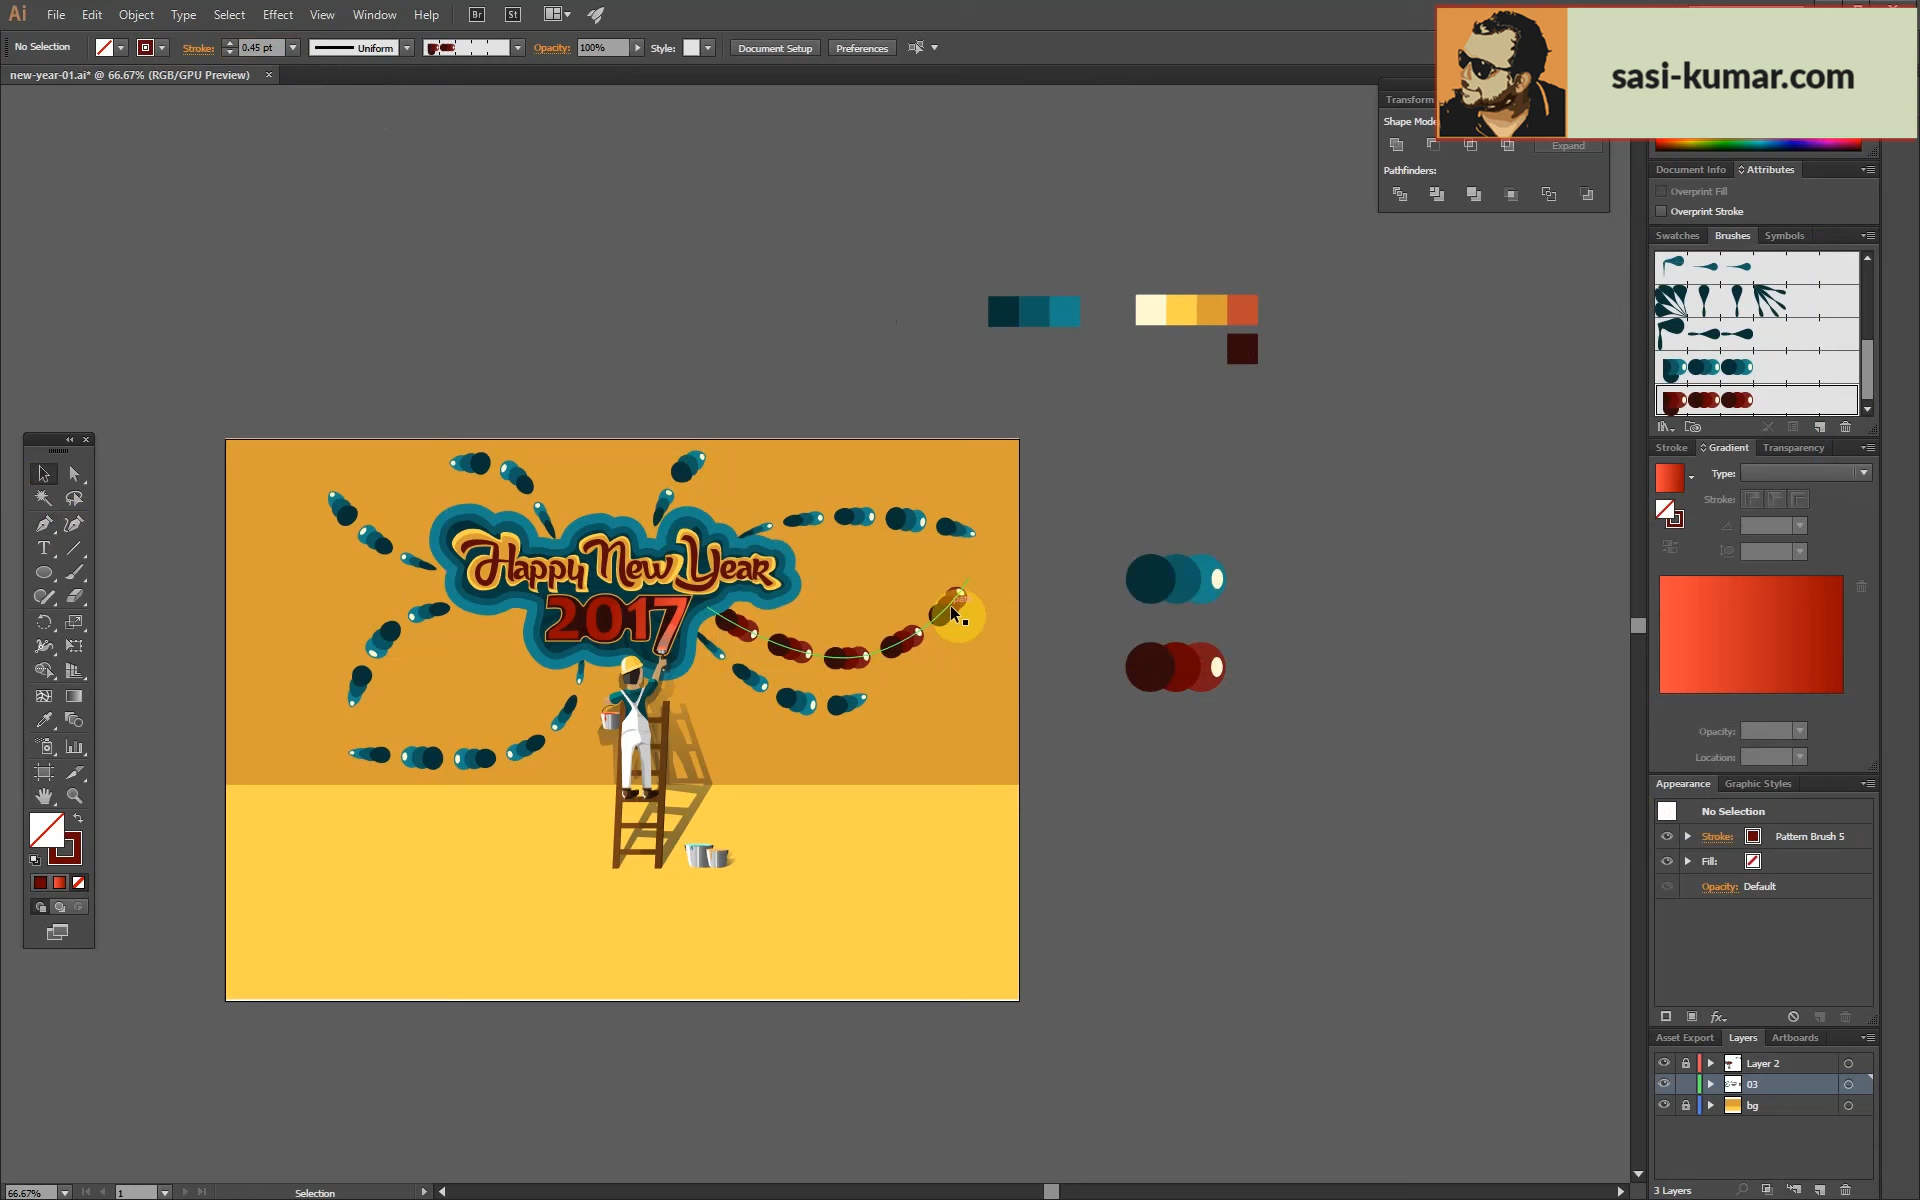 Ai File Edit Object Type Select Effect View Window Help Br St
No Selection Stroke: 0.45 pt Uniform Opacity: 100% Style: Document Setup Preferences
new-year-01.ai* @ 66.67% (RGB/GPU Preview) ×
sasi-kumar.com
Transform
Shape Mode
Expand
Pathfinders:
Document Info Attributes
Overprint Fill
Overprint Stroke
Swatches Brushes Symbols
Stroke Gradient Transparency
Type:
Stroke:
Opacity:
Location:
Happy New Year
2017
Appearance Graphic Styles
No Selection
Stroke: Pattern Brush 5
Fill:
Opacity: Default
fx
Asset Export Layers Artboards
Layer 2
03
bg
3 Layers
66.67% 1 Selection